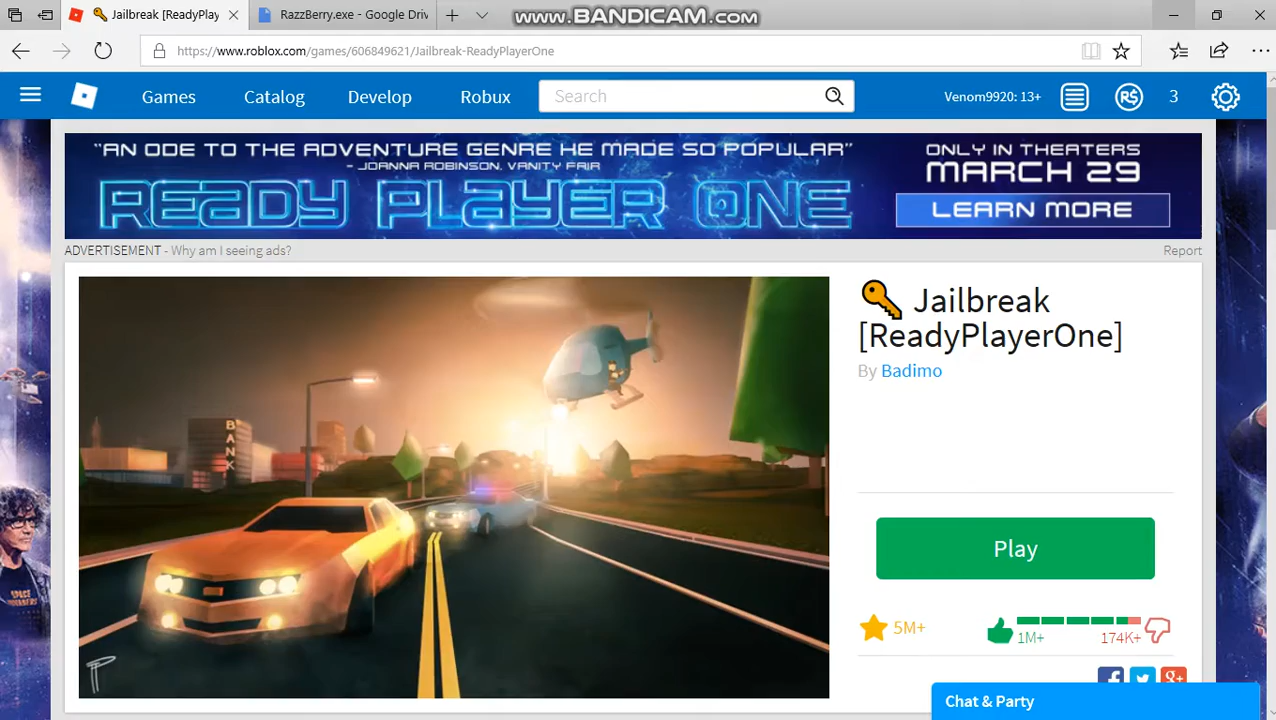 Jailbreak [ReadyPlay
RazzBerry.exe - Google Driv
www.BANDICAM.com
https://www.roblox.com/games/606849621/Jailbreak-ReadyPlayerOne
Games
Catalog
Develop
Robux
Search
Venom9920: 13+
R$
3
"AN ODE TO THE ADVENTURE GENRE HE MADE SO POPULAR"
- JOANNA ROBINSON, VANITY FAIR
READY PLAYER ONE
ONLY IN THEATERS
MARCH 29
LEARN MORE
ADVERTISEMENT - Why am I seeing ads?
Report
BANK
Jailbreak
[ReadyPlayerOne]
By Badimo
Play
5M+
1M+
174K+
Chat & Party